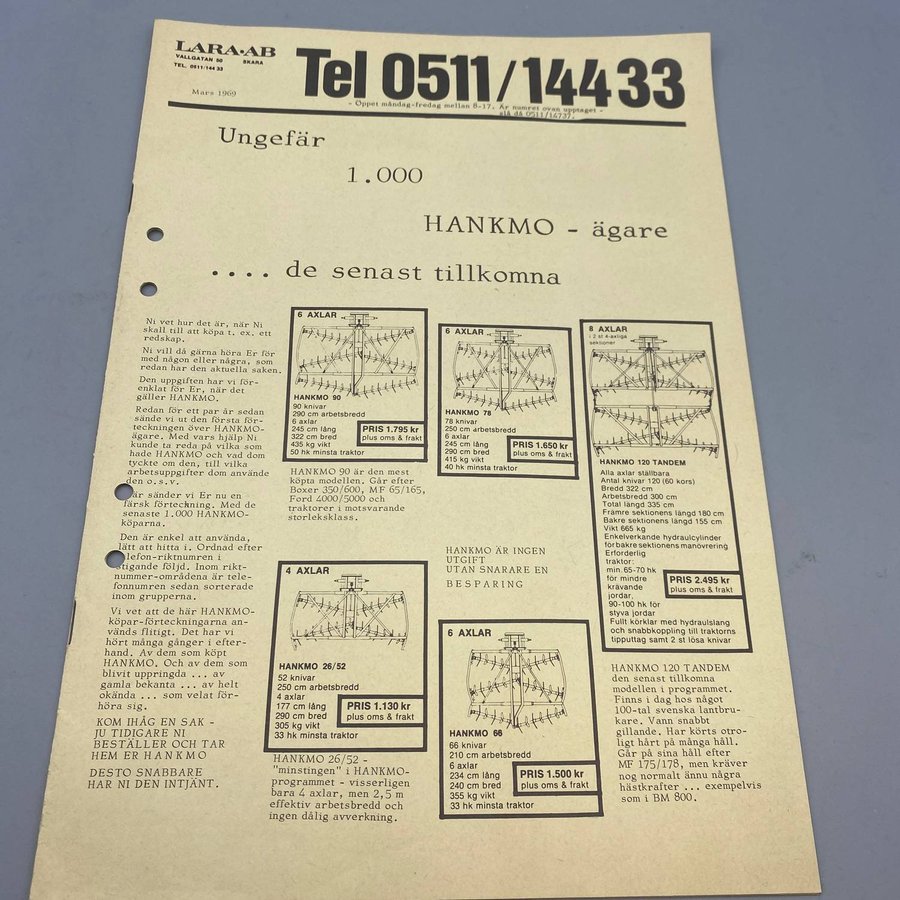 LARA·AB
VALLGATAN 50 SKARA
TEL. 0511/144 33
Tel 0511/144 33
Mars 1969
- Öppet måndag-fredag mellan 8-17. Är numret ovan upptaget -
slå då 0511/14737.
Ungefär
1.000
HANKMO - ägare
.... de senast tillkomna
Ni vet hur det är, när Ni
skall till att köpa t. ex. ett
redskap.
Ni vill då gärna höra Er för
med någon eller några, som
redan har den aktuella saken.
Den uppgiften har vi för-
enklat för Er, när det
gäller HANKMO.
Redan för ett par år sedan
sände vi ut den första för-
teckningen över HANKMO-
ägare. Med vars hjälp Ni
kunde ta reda på vilka som
hade HANKMO och vad dom
tyckte om den, till vilka
arbetsuppgifter dom använde
den o.s.v.
är sänder vi Er nu en
färsk förteckning. Med de
senaste 1.000 HANKMO-
köparna.
Den är enkel att använda,
lätt att hitta i. Ordnad efter
lefon-riktnumren i
stigande följd. Inom rikt-
nummer-områdena är tele-
fonnumren sedan sorterade
inom grupperna.
Vi vet att de här HANKMO-
köpar-förteckningarna an-
vänds flitigt. Det har vi
hört många gånger i efter-
hand. Av dem som köpt
HANKMO. Och av dem som
blivit uppringda ... av
gamla bekanta ... av helt
okända ... som velat för-
höra sig.
KOM IHÅG EN SAK -
JU TIDIGARE NI
BESTÄLLER OCH TAR
HEM ER HANKMO
DESTO SNABBARE
HAR NI DEN INTJÄNT.
6 AXLAR
HANKMO 90
90 knivar
290 cm arbetsbredd
6 axlar
245 cm lång
322 cm bred
435 kg vikt
50 hk minsta traktor
PRIS 1.795 kr
plus oms & frakt
HANKMO 90 är den mest
köpta modellen. Går efter
Boxer 350/600, MF 65/165,
Ford 4000/5000 och
traktorer i motsvarande
storleksklass.
4 AXLAR
HANKMO 26/52
52 knivar
250 cm arbetsbredd
4 axlar
177 cm lång
290 cm bred
305 kg vikt
33 hk minsta traktor
PRIS 1.130 kr
plus oms & frakt
HANKMO 26/52 -
"minstingen" i HANKMO-
programmet - visserligen
bara 4 axlar, men 2,5 m
effektiv arbetsbredd och
ingen dålig avverkning.
6 AXLAR
HANKMO 78
78 knivar
250 cm arbetsbredd
6 axlar
245 cm lång
290 cm bred
415 kg vikt
40 hk minsta traktor
PRIS 1.650 kr
plus oms & frakt
HANKMO ÄR INGEN
UTGIFT
UTAN SNARARE EN
BESPARING
6 AXLAR
HANKMO 66
66 knivar
210 cm arbetsbredd
6 axlar
234 cm lång
240 cm bred
355 kg vikt
33 hk minsta traktor
PRIS 1.500 kr
plus oms & frakt
8 AXLAR
i 2 st 4-axliga
sektioner
HANKMO 120 TANDEM
Alla axlar ställbara
Antal knivar 120 (60 kors)
Bredd 322 cm
Arbetsbredd 300 cm
Total längd 335 cm
Främre sektionens längd 180 cm
Bakre sektionens längd 155 cm
Vikt 665 kg
Enkelverkande hydraulcylinder
för bakre sektionens manövrering
Erforderlig
traktor:
min. 65-70 hk
för mindre
krävande
jordar,
90-100 hk för
styva jordar
Fullt körklar med hydraulslang
och snabbkoppling till traktorns
tipputtag samt 2 st lösa knivar
PRIS 2.495 kr
plus oms & frakt
HANKMO 120 TANDEM
den senast tillkomna
modellen i programmet.
Finns i dag hos något
100-tal svenska lantbru-
kare. Vann snabbt
gillande. Har körts otro-
ligt hårt på många håll.
Går på sina håll efter
MF 175/178, men kräver
nog normalt ännu några
hästkrafter ... exempelvis
som i BM 800.